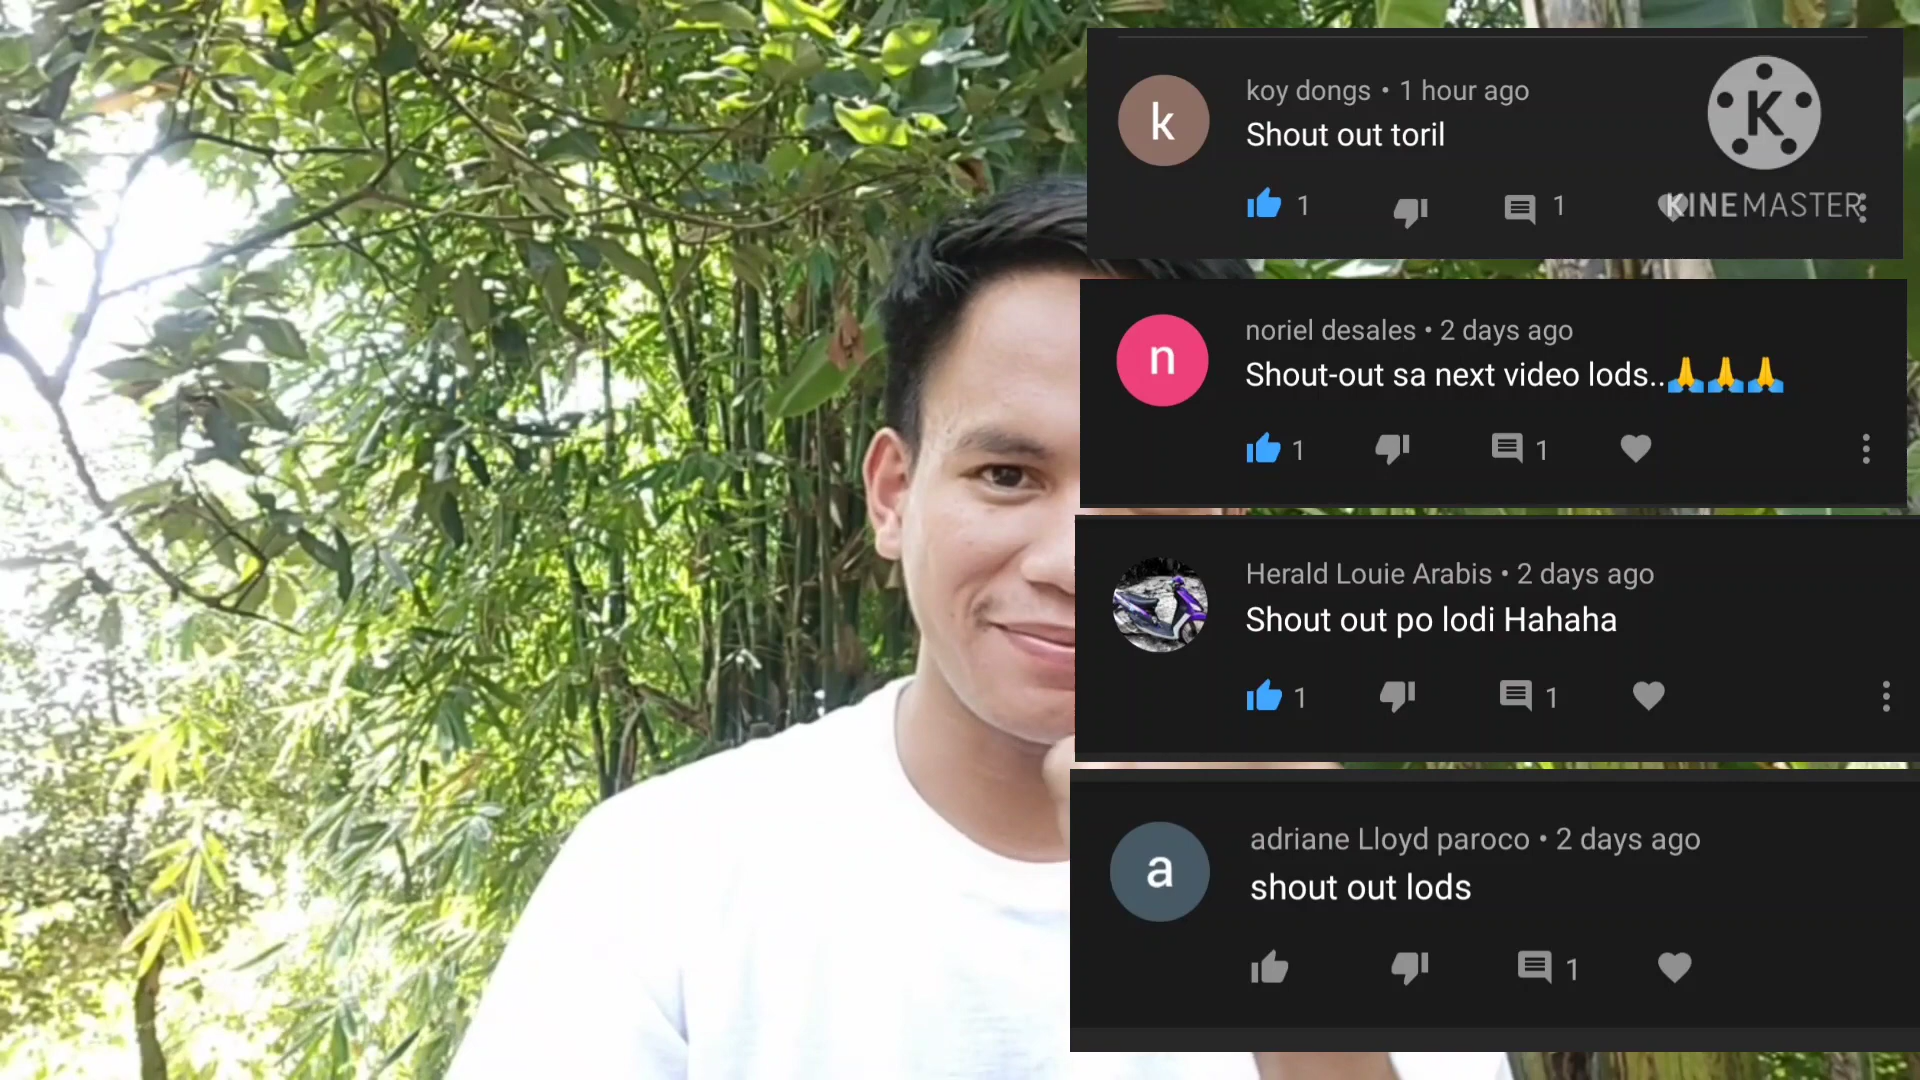 k
koy dongs • 1 hour ago
Shout out toril
1
1
K
KINEMASTER
n
noriel desales • 2 days ago
Shout-out sa next video lods..🙏🙏🙏
1
1
Herald Louie Arabis • 2 days ago
Shout out po lodi Hahaha
1
1
a
adriane Lloyd paroco • 2 days ago
shout out lods
1